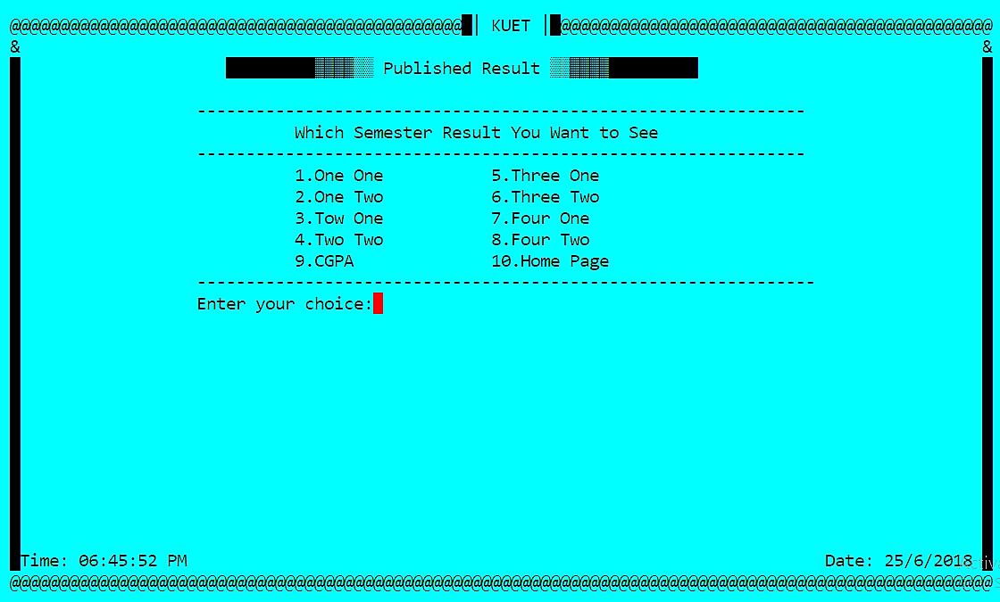 @@@@@@@@@@@@@@@@@@@@@@@@@@@@@@@@@@@@@@@@@@@@@@█| KUET |█@@@@@@@@@@@@@@@@@@@@@@@@@@@@@@@@@@@@@@@@@@@@
& &
Published Result
--------------------------------------------------------------
Which Semester Result You Want to See
--------------------------------------------------------------
1.One One 5.Three One
2.One Two 6.Three Two
3.Tow One 7.Four One
4.Two Two 8.Four Two
9.CGPA 10.Home Page
---------------------------------------------------------------
Enter your choice:
Time: 06:45:52 PM Date: 25/6/2018
@@@@@@@@@@@@@@@@@@@@@@@@@@@@@@@@@@@@@@@@@@@@@@@@@@@@@@@@@@@@@@@@@@@@@@@@@@@@@@@@@@@@@@@@@@@@@@@@@@@@